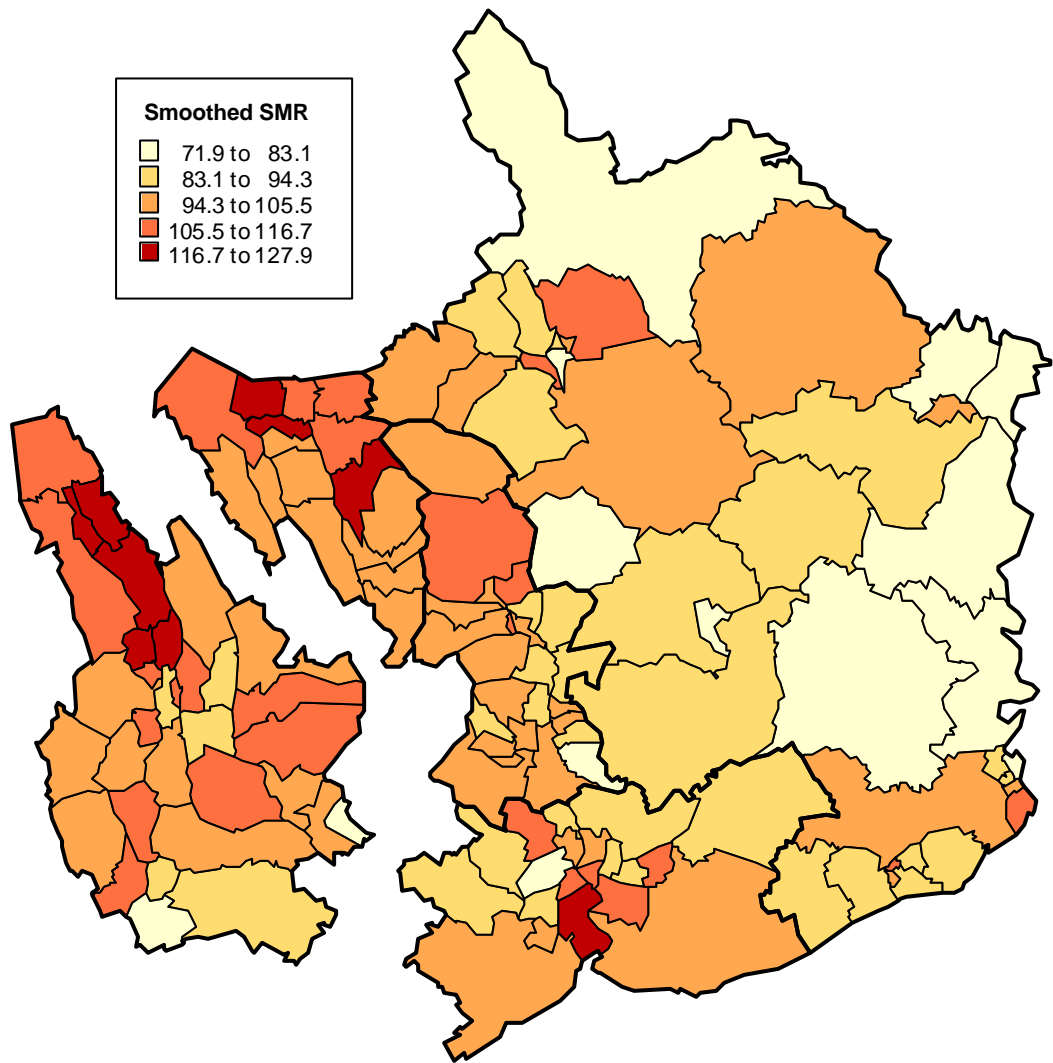 Smoothed SMR
71.9 to 83.1
83.1 to 94.3
94.3 to 105.5
105.5 to 116.7
116.7 to 127.9